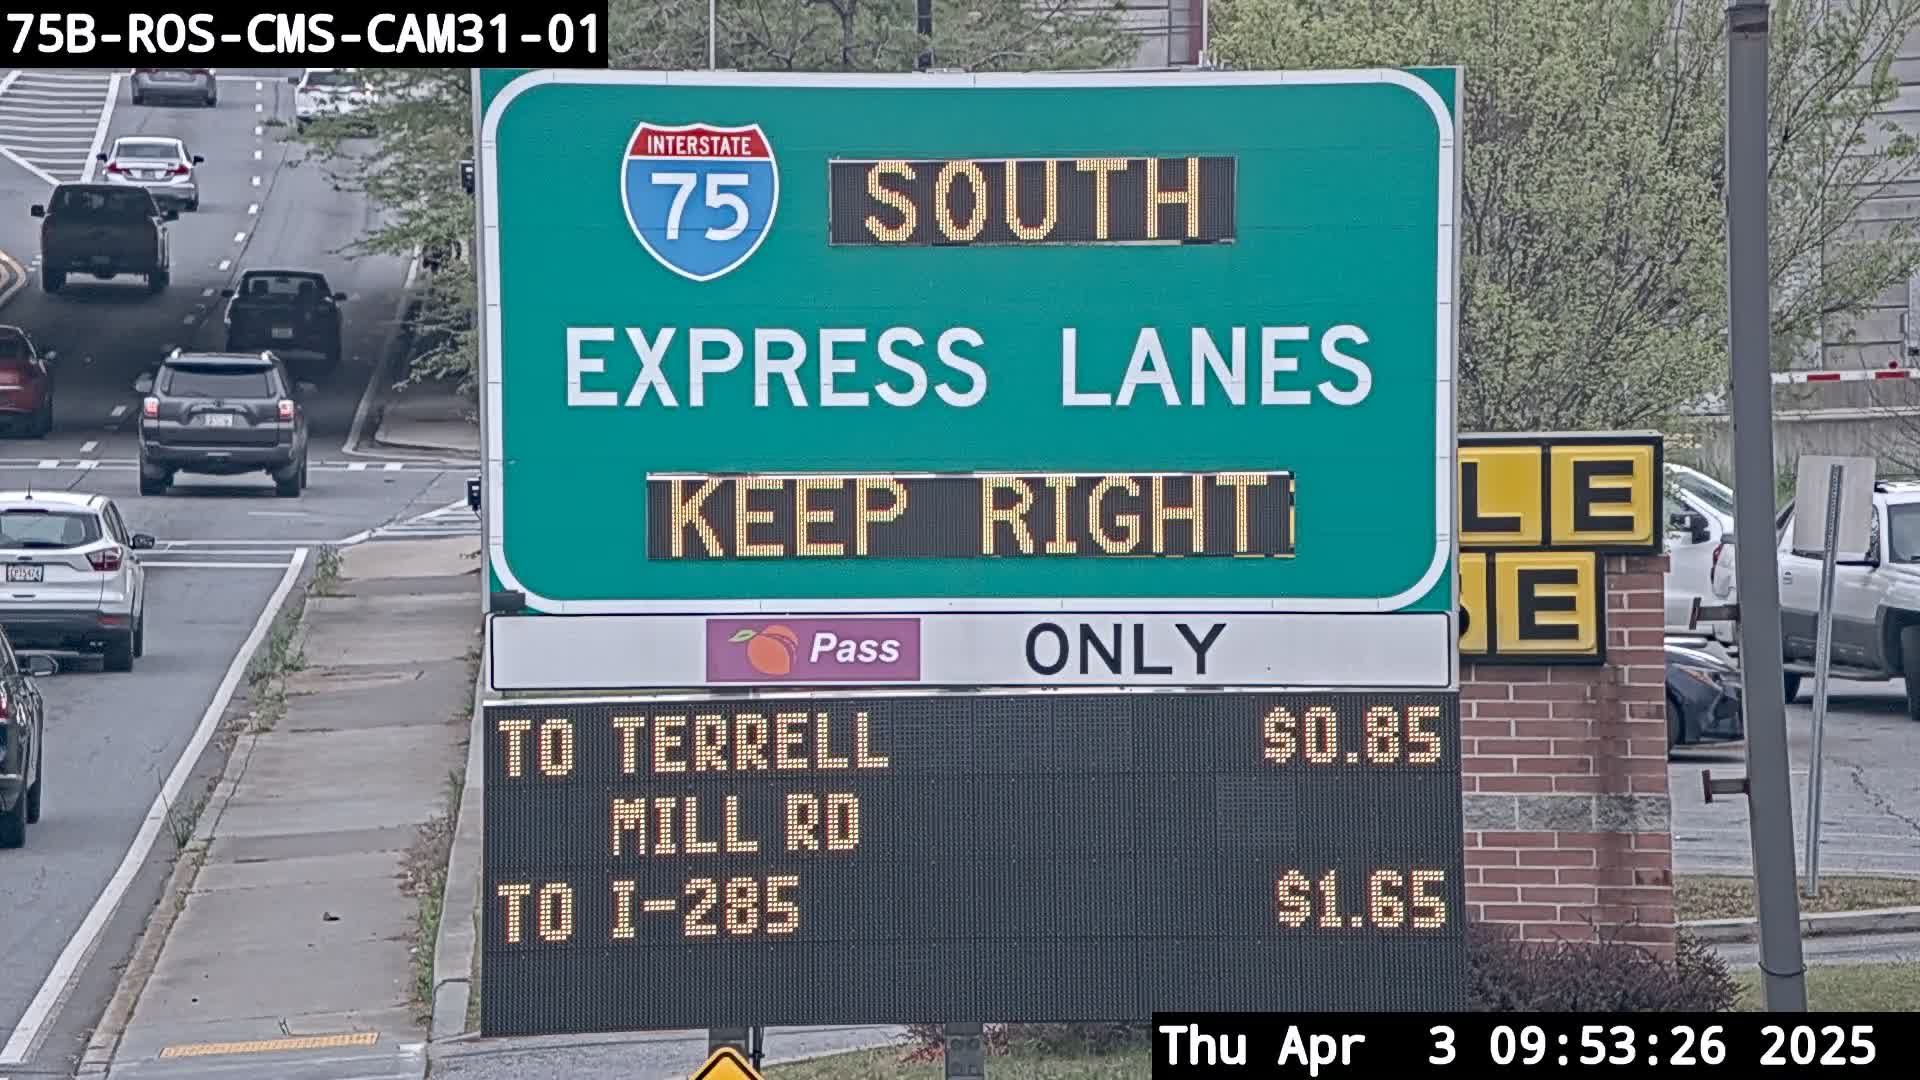 75B-ROS-CMS-CAM31-01
INTERSTATE
75
SOUTH
EXPRESS LANES
KEEP RIGHT
Pass ONLY
TO TERRELL $0.85
MILL RD
TO I-285 $1.65
LE
E
Thu Apr 3 09:53:26 2025